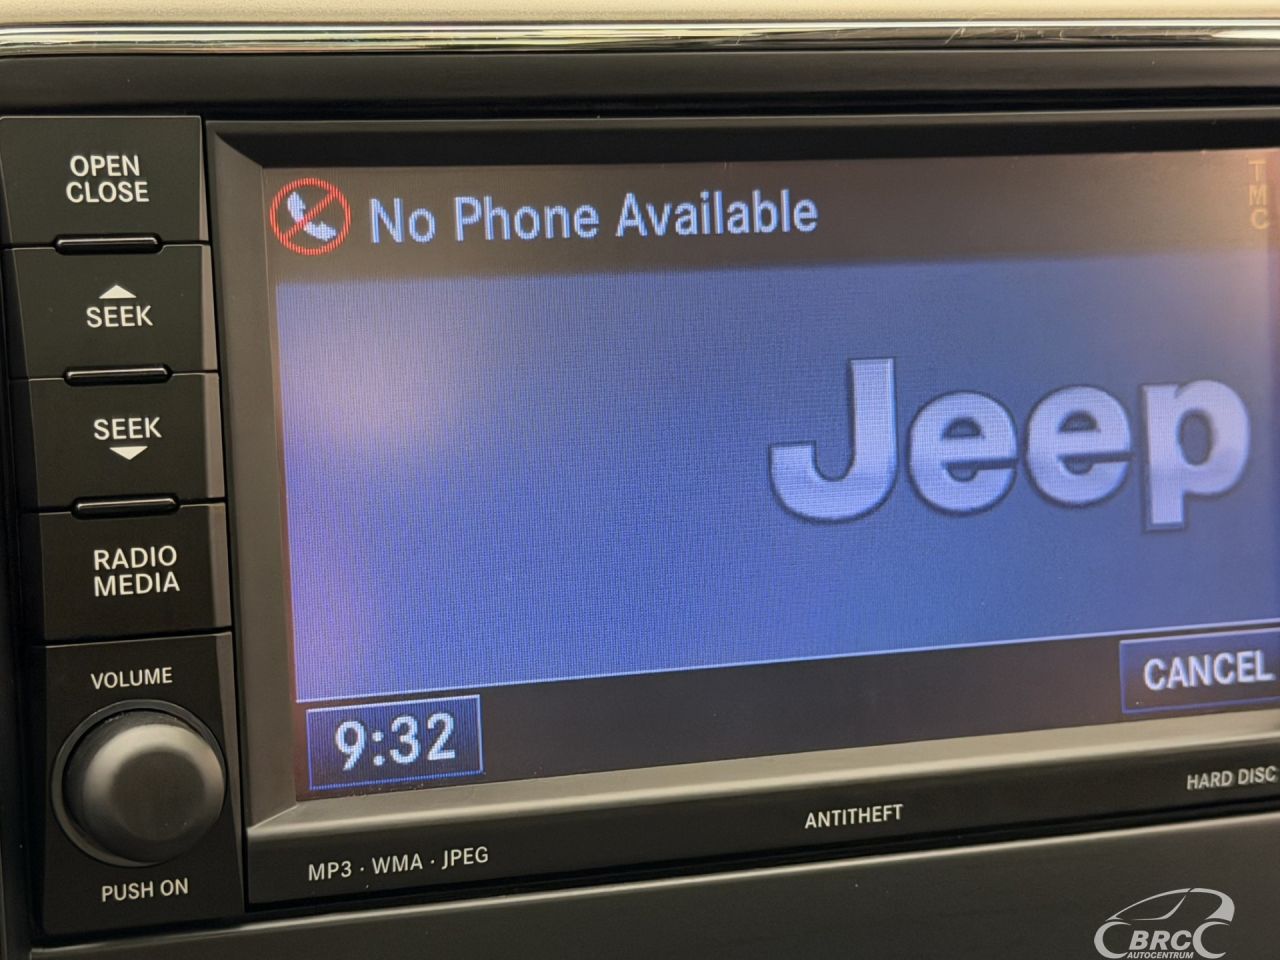 OPEN
CLOSE
SEEK
SEEK
RADIO
MEDIA
VOLUME
PUSH ON
No Phone Available
TMC
Jeep
CANCEL
9:32
MP3 · WMA · JPEG
ANTITHEFT
HARD DISC
BRC
AUTOCENTRUM